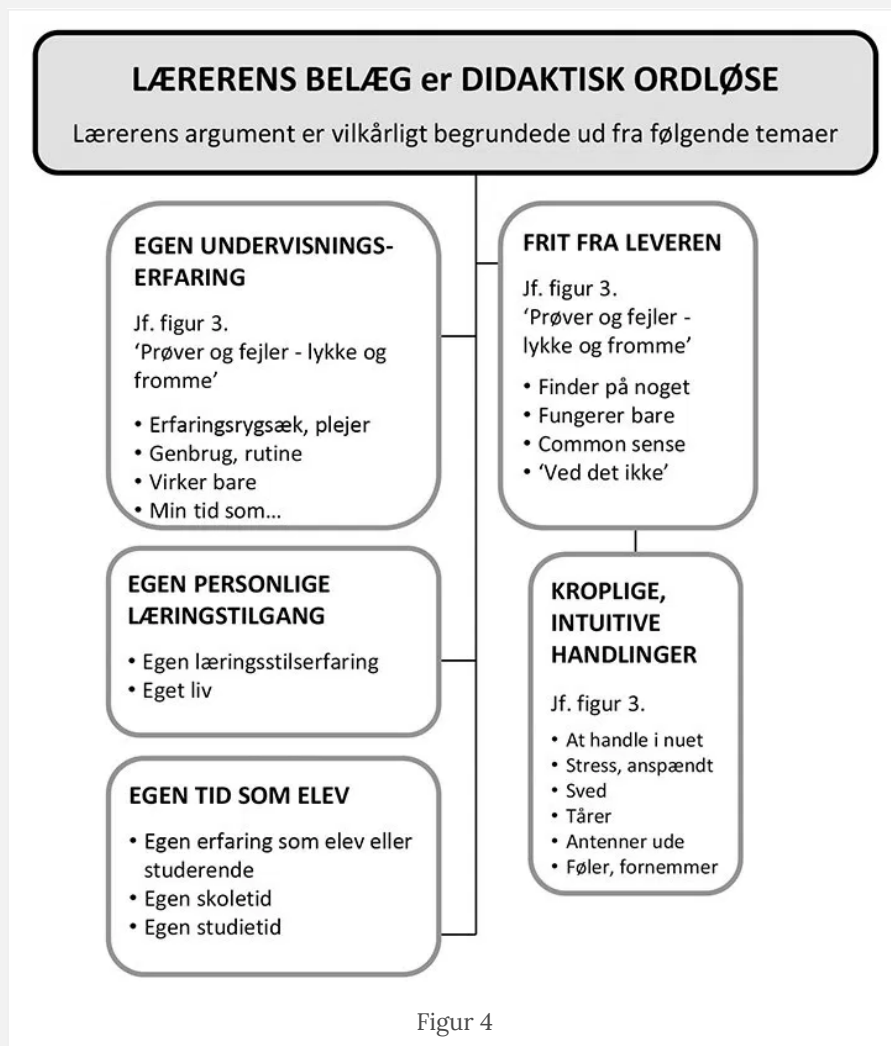 LÆRERENS BELÆG er DIDAKTISK ORDLØSE
Lærerens argument er vilkårligt begrundede ud fra følgende temaer
EGEN UNDERVISNINGS-
ERFARING
Jf. figur 3.
‘Prøver og fejler - lykke og
fromme’
• Erfaringsrygsæk, plejer
• Genbrug, rutine
• Virker bare
• Min tid som…
EGEN PERSONLIGE
LÆRINGSTILGANG
• Egen læringsstilserfaring
• Eget liv
EGEN TID SOM ELEV
• Egen erfaring som elev eller
studerende
• Egen skoletid
• Egen studietid
FRIT FRA LEVEREN
Jf. figur 3.
‘Prøver og fejler -
lykke og fromme’
• Finder på noget
• Fungerer bare
• Common sense
• ‘Ved det ikke’
KROPLIGE,
INTUITIVE
HANDLINGER
Jf. figur 3.
• At handle i nuet
• Stress, anspændt
• Sved
• Tårer
• Antenner ude
• Føler, fornemmer
Figur 4